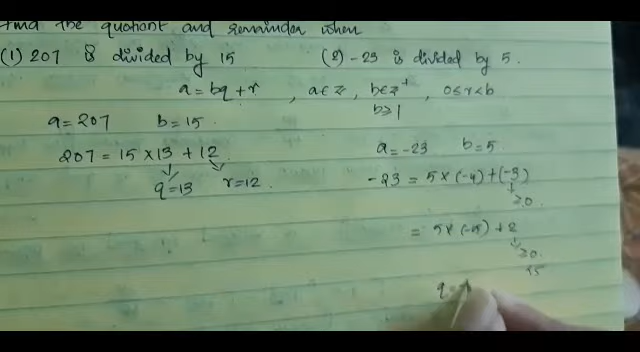 Find the quotient and reminder when
(1) 207 is divided by 15 (2) -23 is divided by 5.
a = bq + r , a ∈ Z, b ∈ Z⁺ , 0 ≤ r < b
b ≥ 1
a = 207 b = 15
207 = 15 × 13 + 12
q = 13 r = 12
a = -23 b = 5
-23 = 5 × (-4) + (-3)
≥ 0
= 5 × (-5) + 2
≥ 0
q =